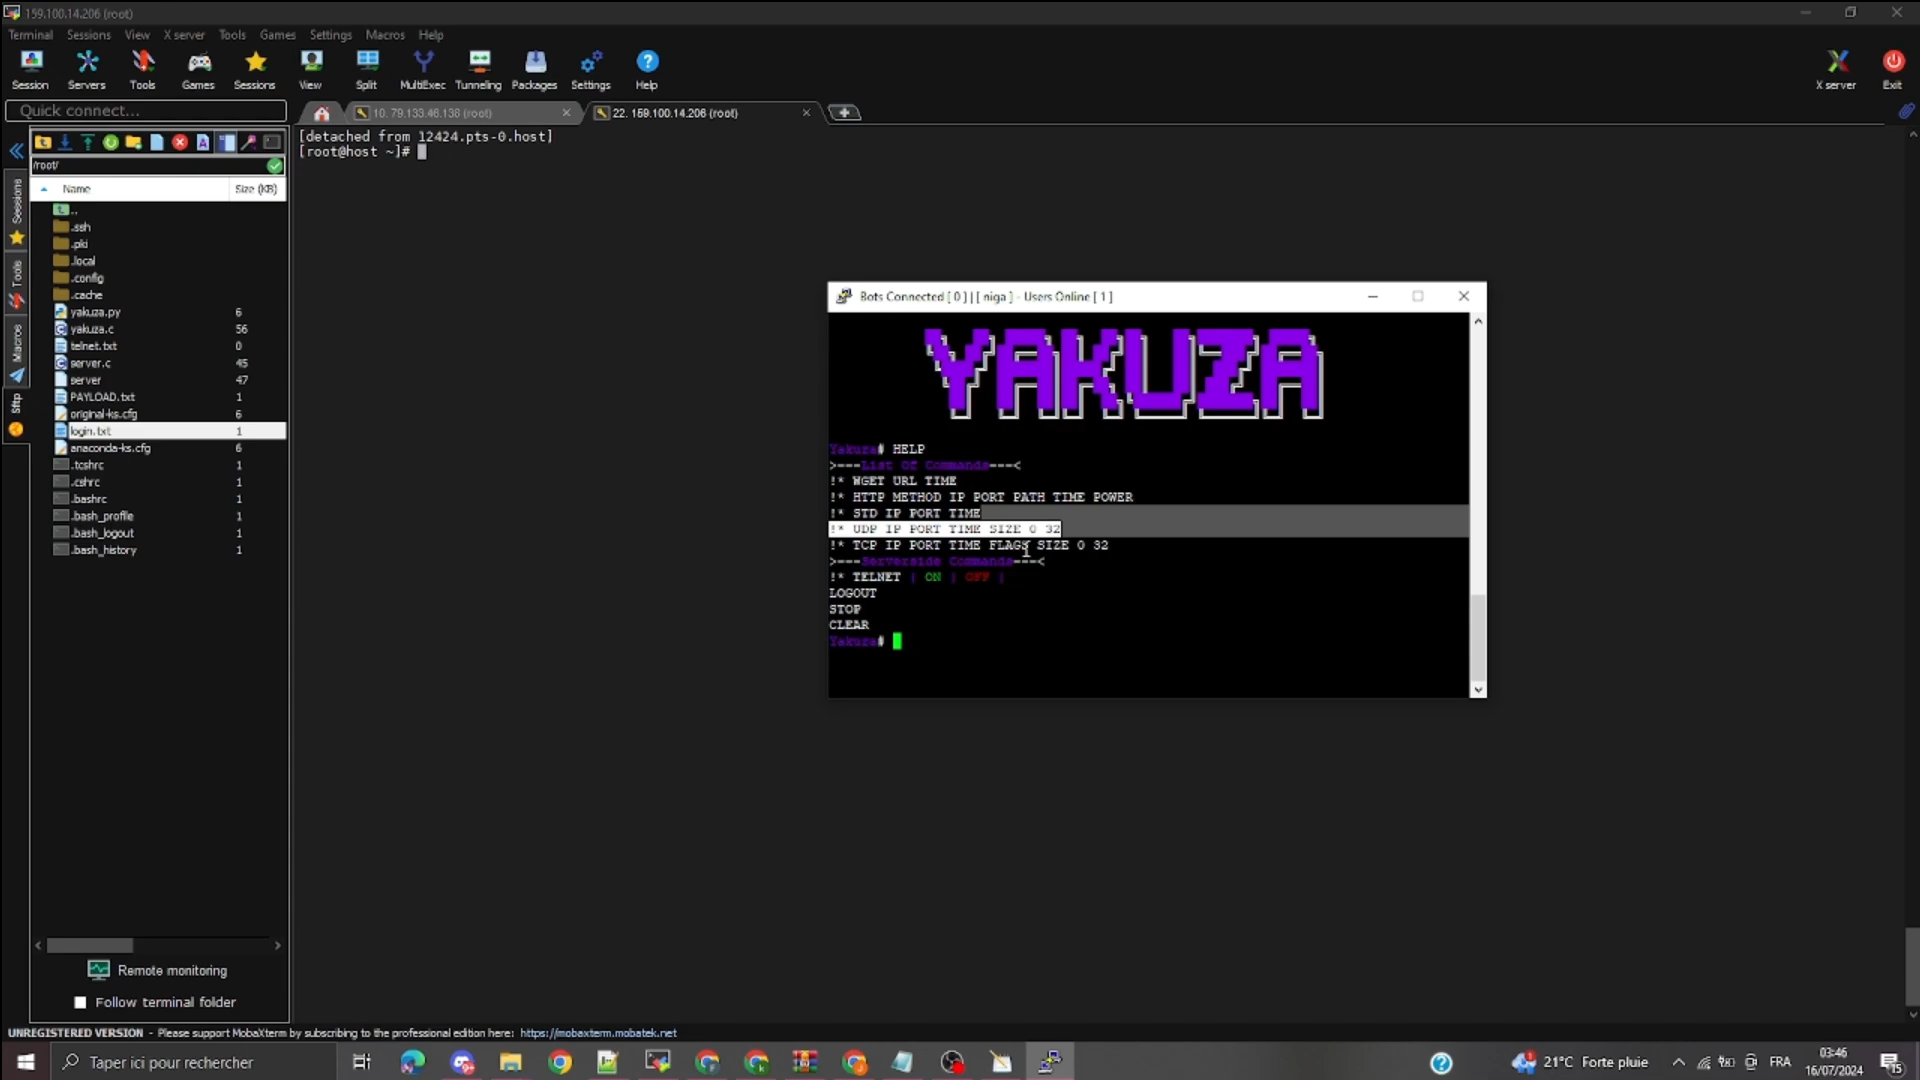 159.100.14.206 (root)
Terminal Sessions View X server Tools Games Settings Macros Help
Session Servers Tools Games Sessions View Split MultiExec Tunneling Packages Settings Help X server Exit
Quick connect...
10. 79.133.46.138 (root)
22. 159.100.14.206 (root)
/root/
Name Size (KB)
..
.ssh
.pki
.local
.config
.cache
yakuza.py 6
yakuza.c 56
telnet.txt 0
server.c 45
server 47
PAYLOAD.txt 1
original-ks.cfg 6
login.txt 1
anaconda-ks.cfg 6
.tcshrc 1
.cshrc 1
.bashrc 1
.bash_profile 1
.bash_logout 1
.bash_history 1
Sessions
Tools
Macros
Sftp
Remote monitoring
Follow terminal folder
[detached from 12424.pts-0.host]
[root@host ~]#
Bots Connected [ 0 ] | [ niga ] - Users Online [ 1 ]
YAKUZA
Yakuza# HELP
>---List Of Commands---<
!* WGET URL TIME
!* HTTP METHOD IP PORT PATH TIME POWER
!* STD IP PORT TIME
!* UDP IP PORT TIME SIZE 0 32
!* TCP IP PORT TIME FLAGS SIZE 0 32
>---Serverside Commands---<
!* TELNET | ON | OFF |
LOGOUT
STOP
CLEAR
Yakuza#
UNREGISTERED VERSION - Please support MobaXterm by subscribing to the professional edition here: https://mobaxterm.mobatek.net
Taper ici pour rechercher
21°C Forte pluie
FRA
03:46
16/07/2024
15